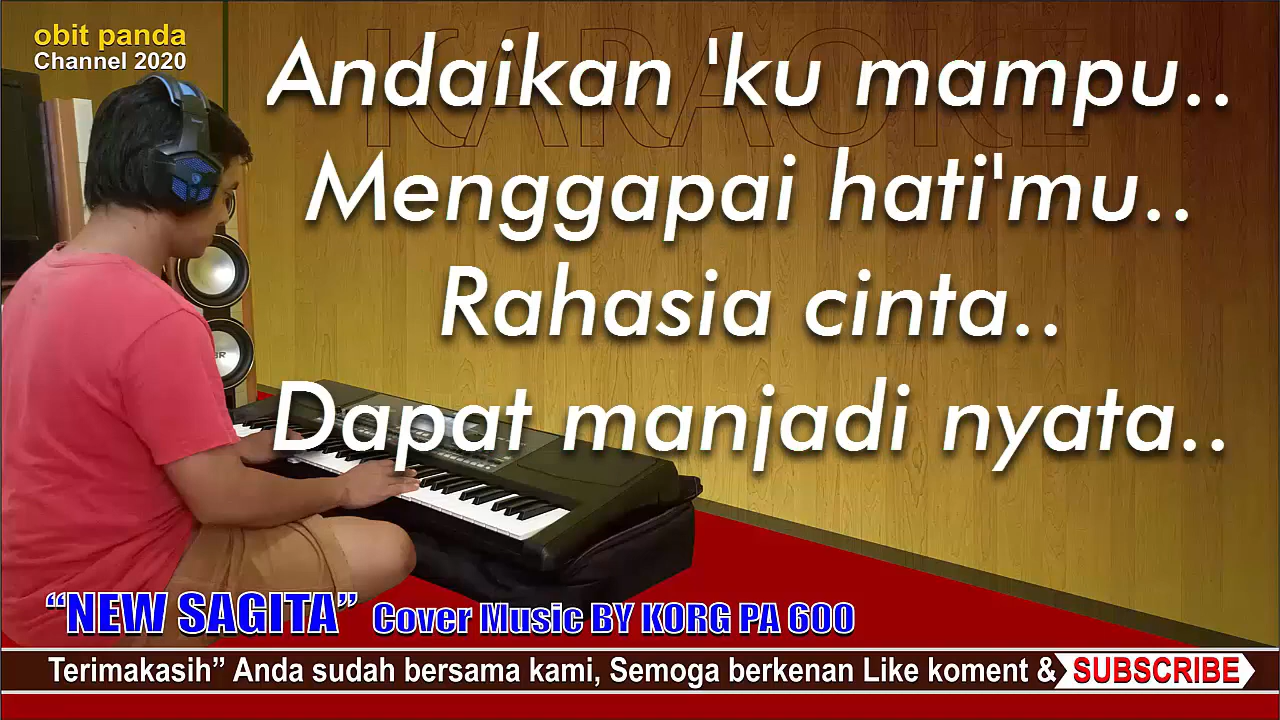 obit panda
Channel 2020
KARAOKE
Andaikan 'ku mampu..
Menggapai hati'mu..
Rahasia cinta..
Dapat manjadi nyata..
“NEW SAGITA” Cover Music BY KORG PA 600
Terimakasih” Anda sudah bersama kami, Semoga berkenan Like koment & SUBSCRIBE